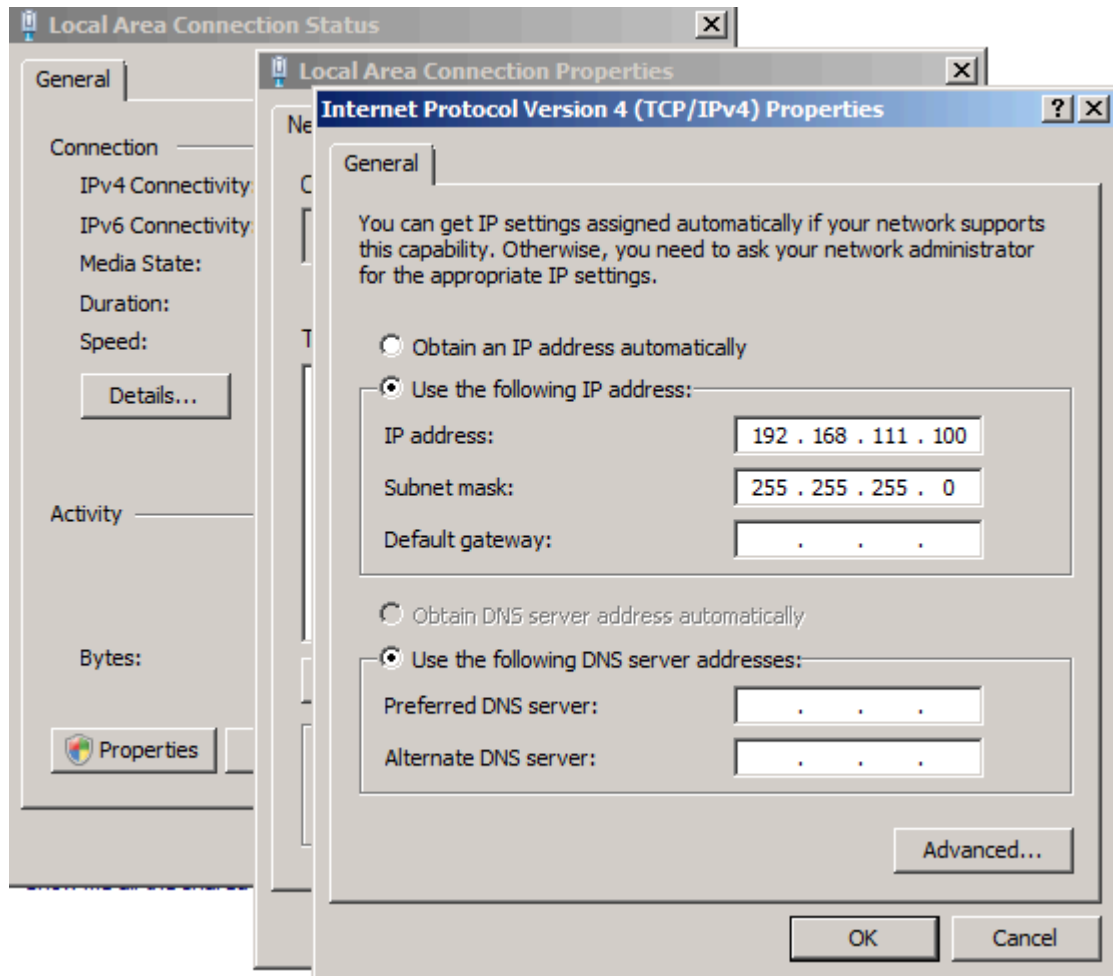 Local Area Connection Status
General
Connection
IPv4 Connectivity:
IPv6 Connectivity:
Media State:
Duration:
Speed:
Details...
Activity
Bytes:
Properties
Local Area Connection Properties
Internet Protocol Version 4 (TCP/IPv4) Properties
General
You can get IP settings assigned automatically if your network supports
this capability. Otherwise, you need to ask your network administrator
for the appropriate IP settings.
Obtain an IP address automatically
Use the following IP address:
IP address: 192 . 168 . 111 . 100
Subnet mask: 255 . 255 . 255 . 0
Default gateway: . . .
Obtain DNS server address automatically
Use the following DNS server addresses:
Preferred DNS server: . . .
Alternate DNS server: . . .
Advanced...
OK Cancel